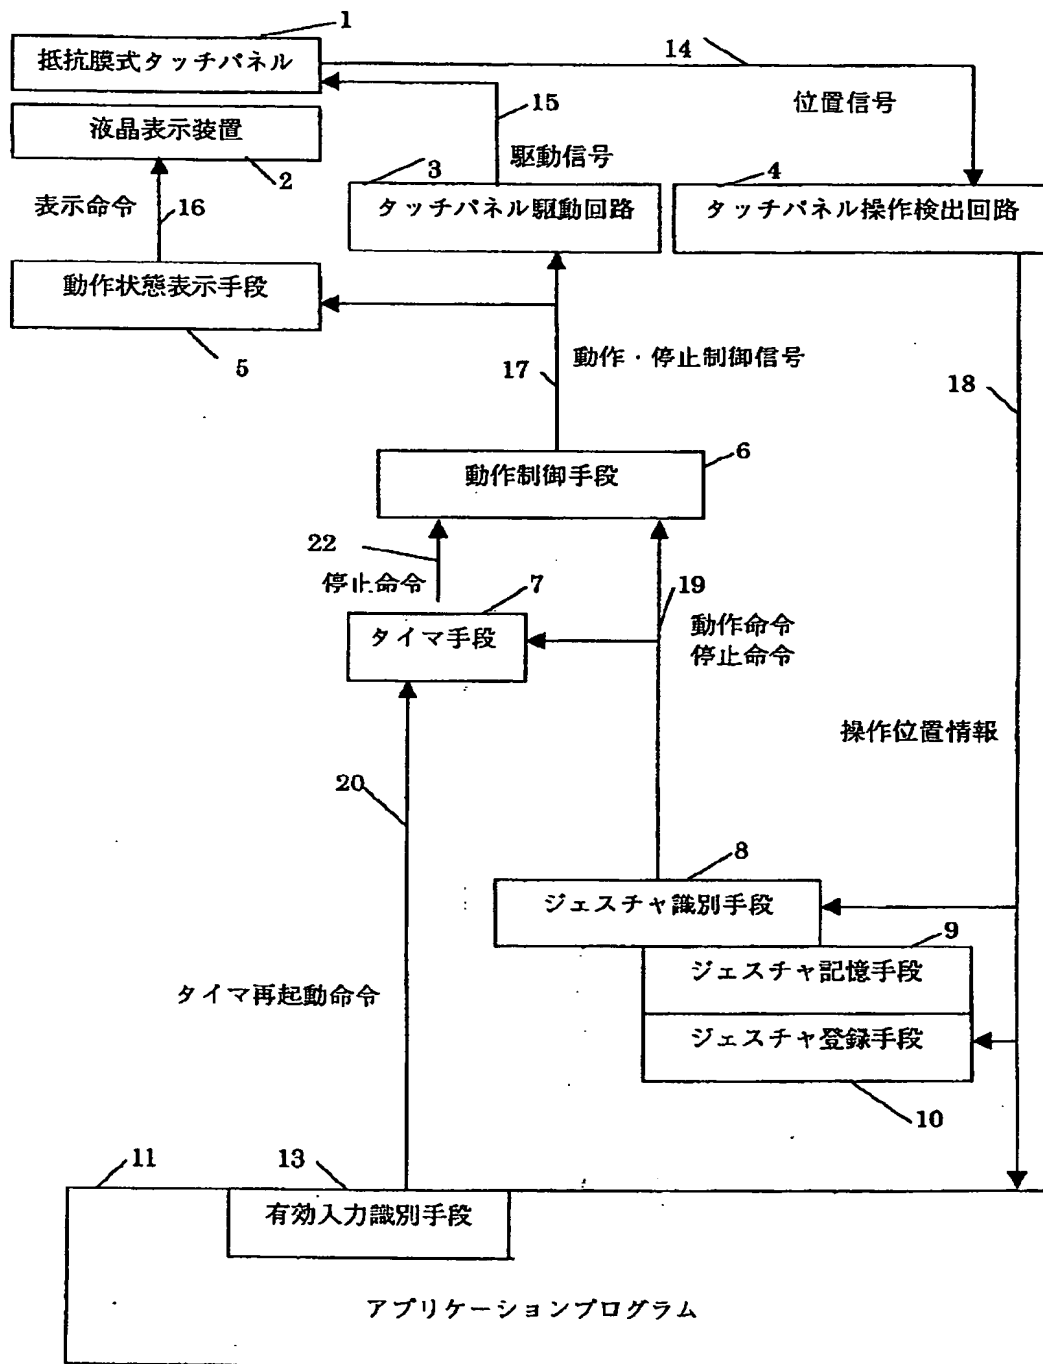 1
抵抗膜式タッチパネル
14
15
位置信号
液晶表示装置
2
駆動信号
表示命令
16
3
タッチパネル駆動回路
4
タッチパネル操作検出回路
動作状態表示手段
5
17
動作・停止制御信号
18
6
動作制御手段
22
停止命令
7
タイマ手段
19
動作命令
停止命令
操作位置情報
20
8
ジェスチャ識別手段
9
ジェスチャ記憶手段
タイマ再起動命令
ジェスチャ登録手段
10
11
13
有効入力識別手段
アプリケーションプログラム